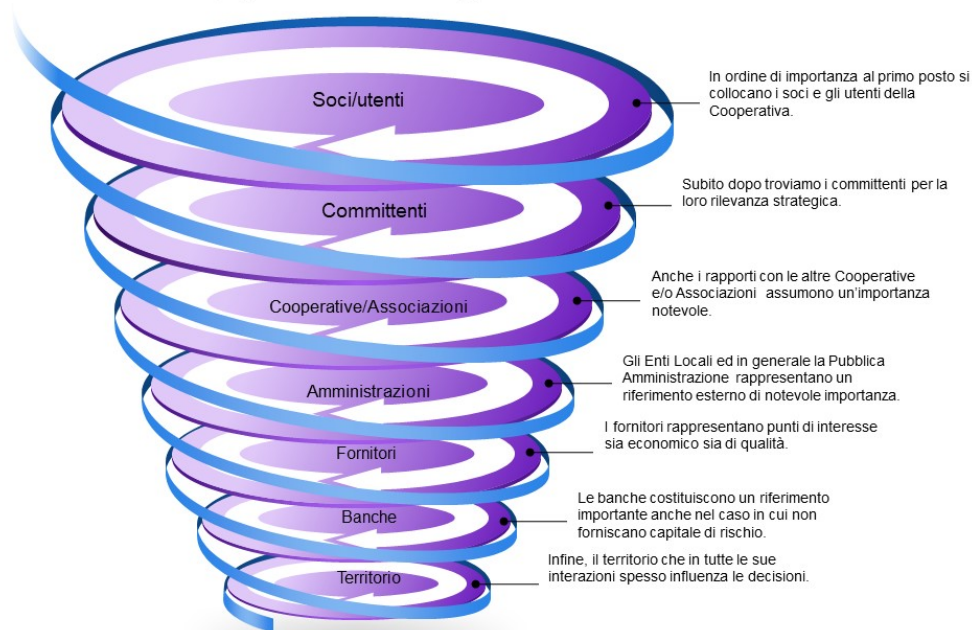 Soci/utenti
In ordine di importanza al primo posto si
collocano i soci e gli utenti della
Cooperativa.
Committenti
Subito dopo troviamo i committenti per la
loro rilevanza strategica.
Cooperative/Associazioni
Anche i rapporti con le altre Cooperative
e/o Associazioni assumono un'importanza
notevole.
Amministrazioni
Gli Enti Locali ed in generale la Pubblica
Amministrazione rappresentano un
riferimento esterno di notevole importanza.
Fornitori
I fornitori rappresentano punti di interesse
sia economico sia di qualità.
Banche
Le banche costituiscono un riferimento
importante anche nel caso in cui non
forniscano capitale di rischio.
Territorio
Infine, il territorio che in tutte le sue
interazioni spesso influenza le decisioni.